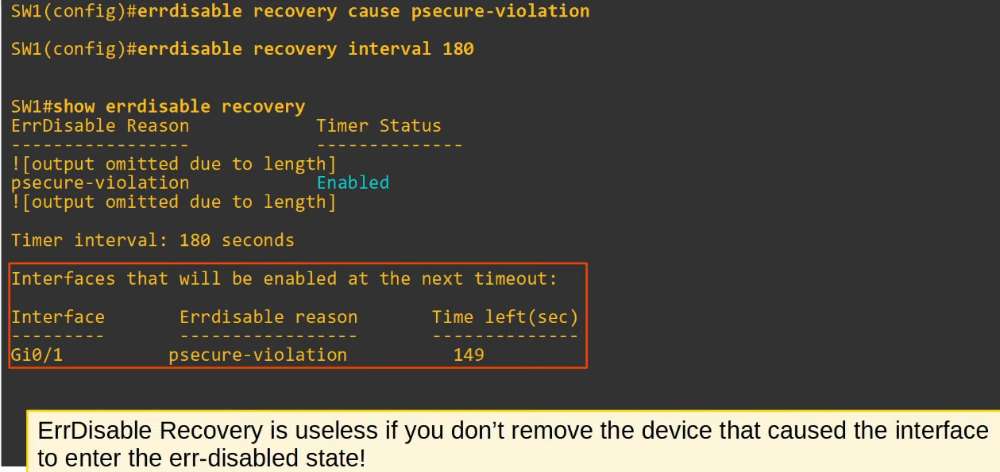 SW1(config)#errdisable recovery cause psecure-violation
SW1(config)#errdisable recovery interval 180
SW1#show errdisable recovery
ErrDisable Reason            Timer Status
-----------------            --------------
![output omitted due to length]
psecure-violation            Enabled
![output omitted due to length]
Timer interval: 180 seconds
Interfaces that will be enabled at the next timeout:
Interface       Errdisable reason       Time left(sec)
---------       -----------------       --------------
Gi0/1          psecure-violation          149
ErrDisable Recovery is useless if you don’t remove the device that caused the interface
to enter the err-disabled state!